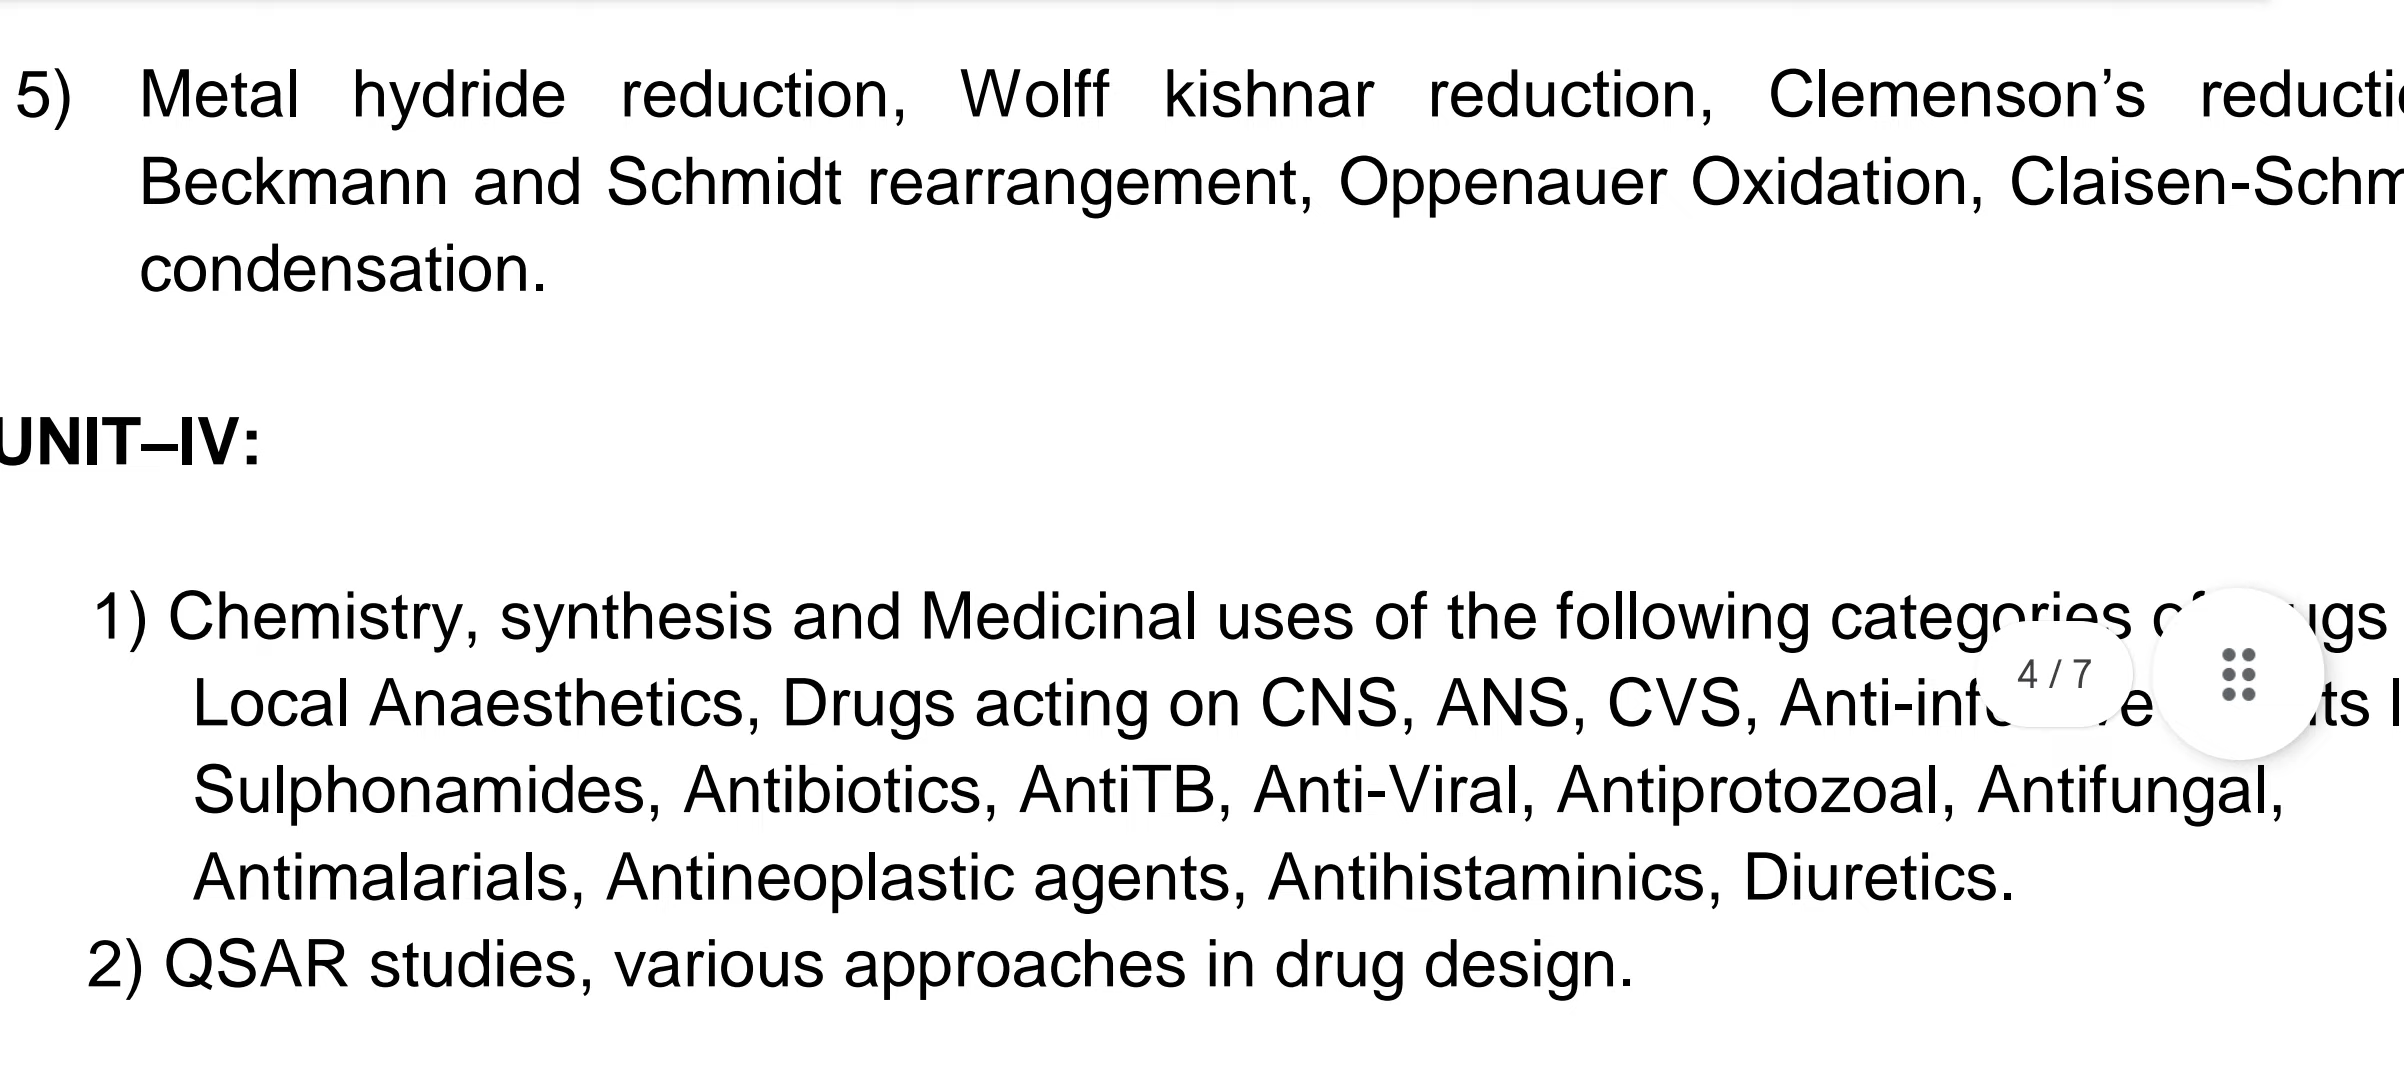 5) Metal hydride reduction, Wolff kishnar reduction, Clemenson’s
Beckmann and Schmidt rearrangement, Oppenauer Oxidation,
condensation.
UNIT–IV:
1) Chemistry, synthesis and Medicinal uses of the following categories
Local Anaesthetics, Drugs acting on CNS, ANS, CVS,
4 / 7
Sulphonamides, Antibiotics, AntiTB, Anti-Viral, Antiprotozoal, Antifungal,
Antimalarials, Antineoplastic agents, Antihistaminics, Diuretics.
2) QSAR studies, various approaches in drug design.